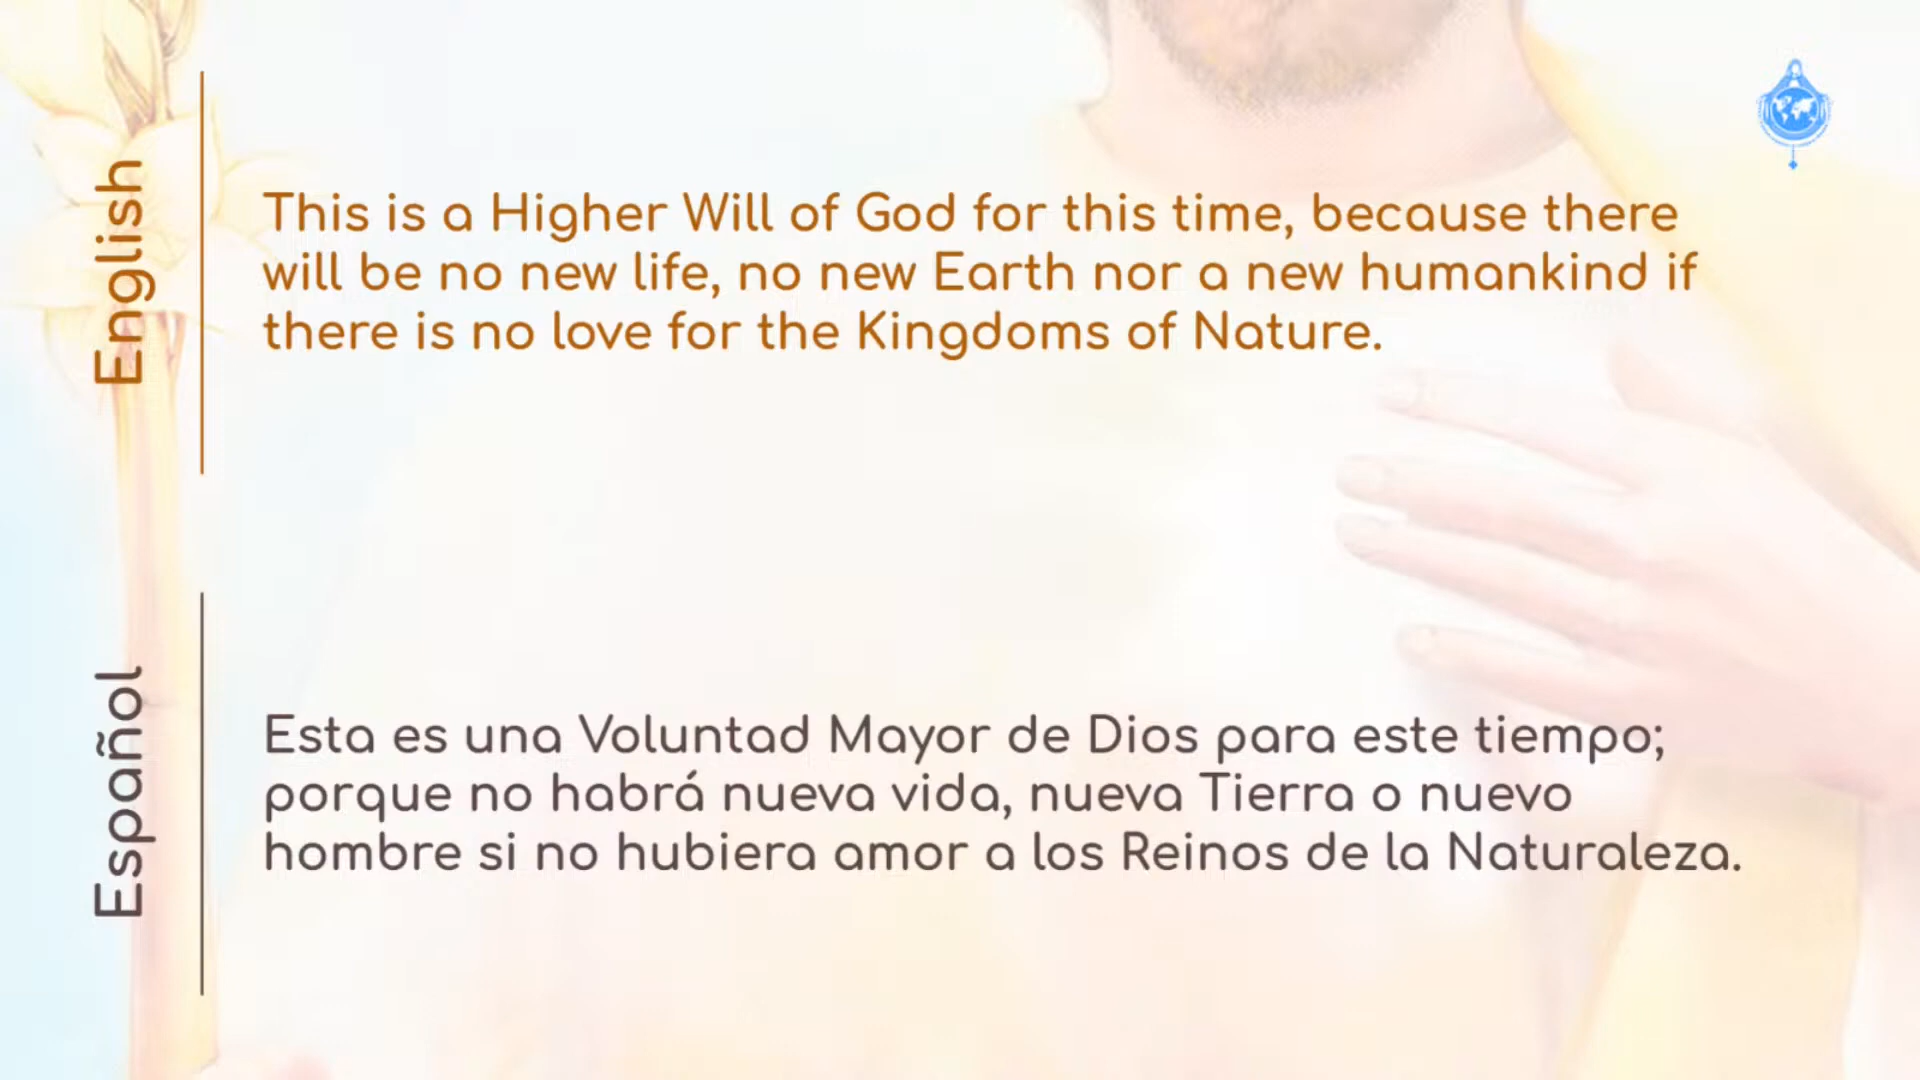 English
This is a Higher Will of God for this time, because there
will be no new life, no new Earth nor a new humankind if
there is no love for the Kingdoms of Nature.
Español
Esta es una Voluntad Mayor de Dios para este tiempo;
porque no habrá nueva vida, nueva Tierra o nuevo
hombre si no hubiera amor a los Reinos de la Naturaleza.